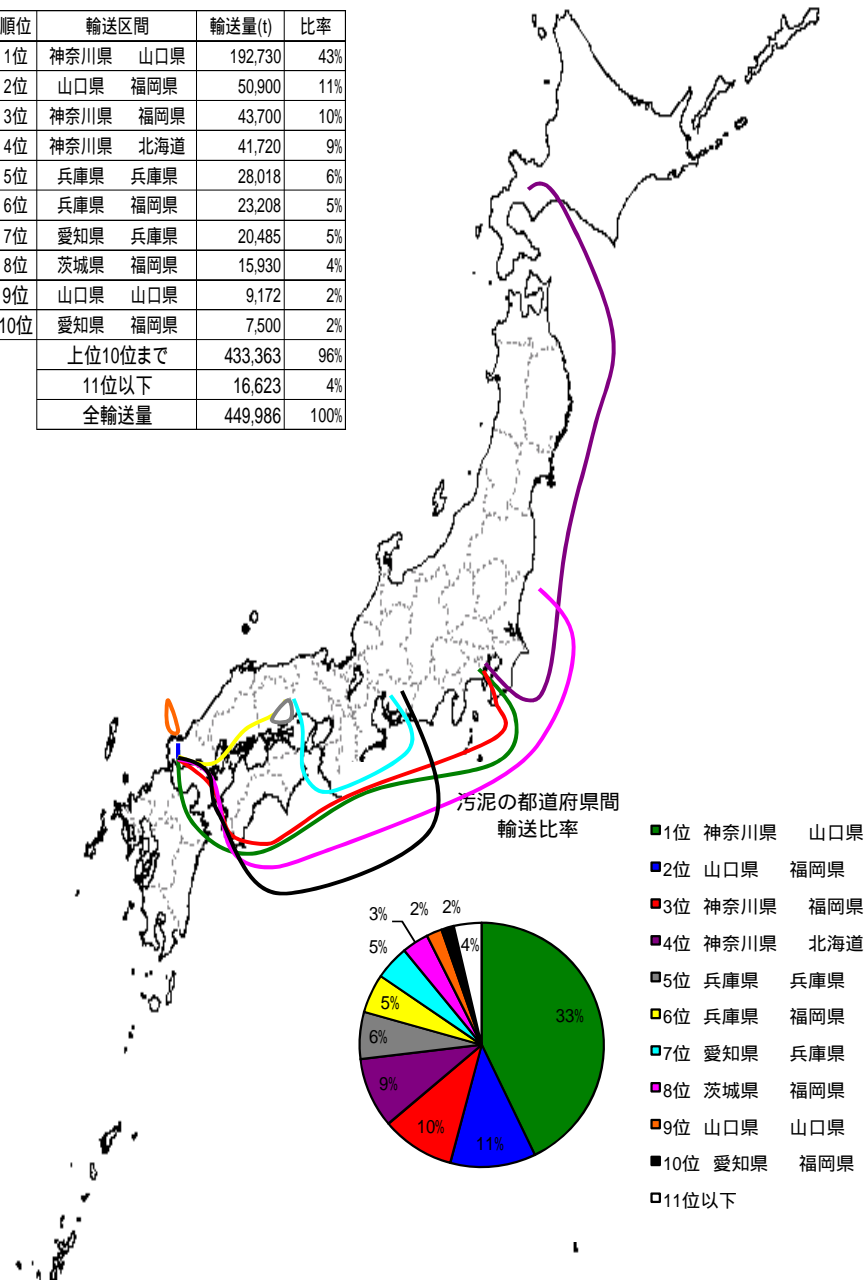 順位 輸送区間 輸送量(t) 比率
1位 神奈川県 山口県 192,730 43%
2位 山口県 福岡県 50,900 11%
3位 神奈川県 福岡県 43,700 10%
4位 神奈川県 北海道 41,720 9%
5位 兵庫県 兵庫県 28,018 6%
6位 兵庫県 福岡県 23,208 5%
7位 愛知県 兵庫県 20,485 5%
8位 茨城県 福岡県 15,930 4%
9位 山口県 山口県 9,172 2%
10位 愛知県 福岡県 7,500 2%
上位10位まで 433,363 96%
11位以下 16,623 4%
全輸送量 449,986 100%
汚泥の都道府県間
輸送比率
33%
11%
10%
9%
6%
5%
5%
3%
2%
2%
4%
1位 神奈川県 山口県
2位 山口県 福岡県
3位 神奈川県 福岡県
4位 神奈川県 北海道
5位 兵庫県 兵庫県
6位 兵庫県 福岡県
7位 愛知県 兵庫県
8位 茨城県 福岡県
9位 山口県 山口県
10位 愛知県 福岡県
11位以下